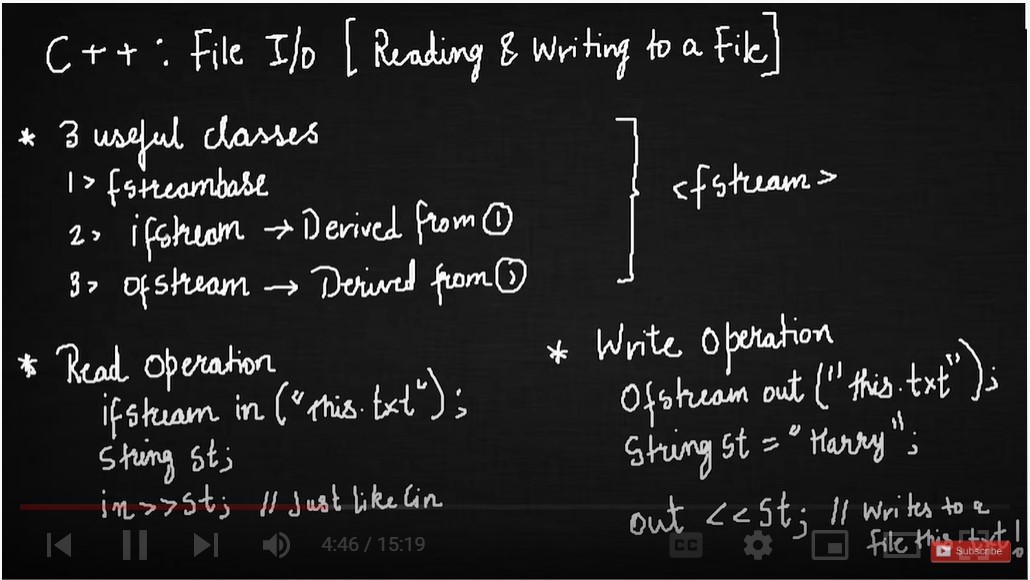 C++ : File I/O [Reading & Writing to a File]
* 3 useful classes
1> fstreambase
2> ifstream → Derived from ①
3> ofstream → Derived from ①
<fstream>
* Read Operation
ifstream in ("this.txt");
string st;
in>>st; // Just like Cin
* Write Operation
Ofstream out ("this.txt");
String st = "Harry";
out <<st; // writes to a
file this.txt!
4:46 / 15:19
CC
Subscribe